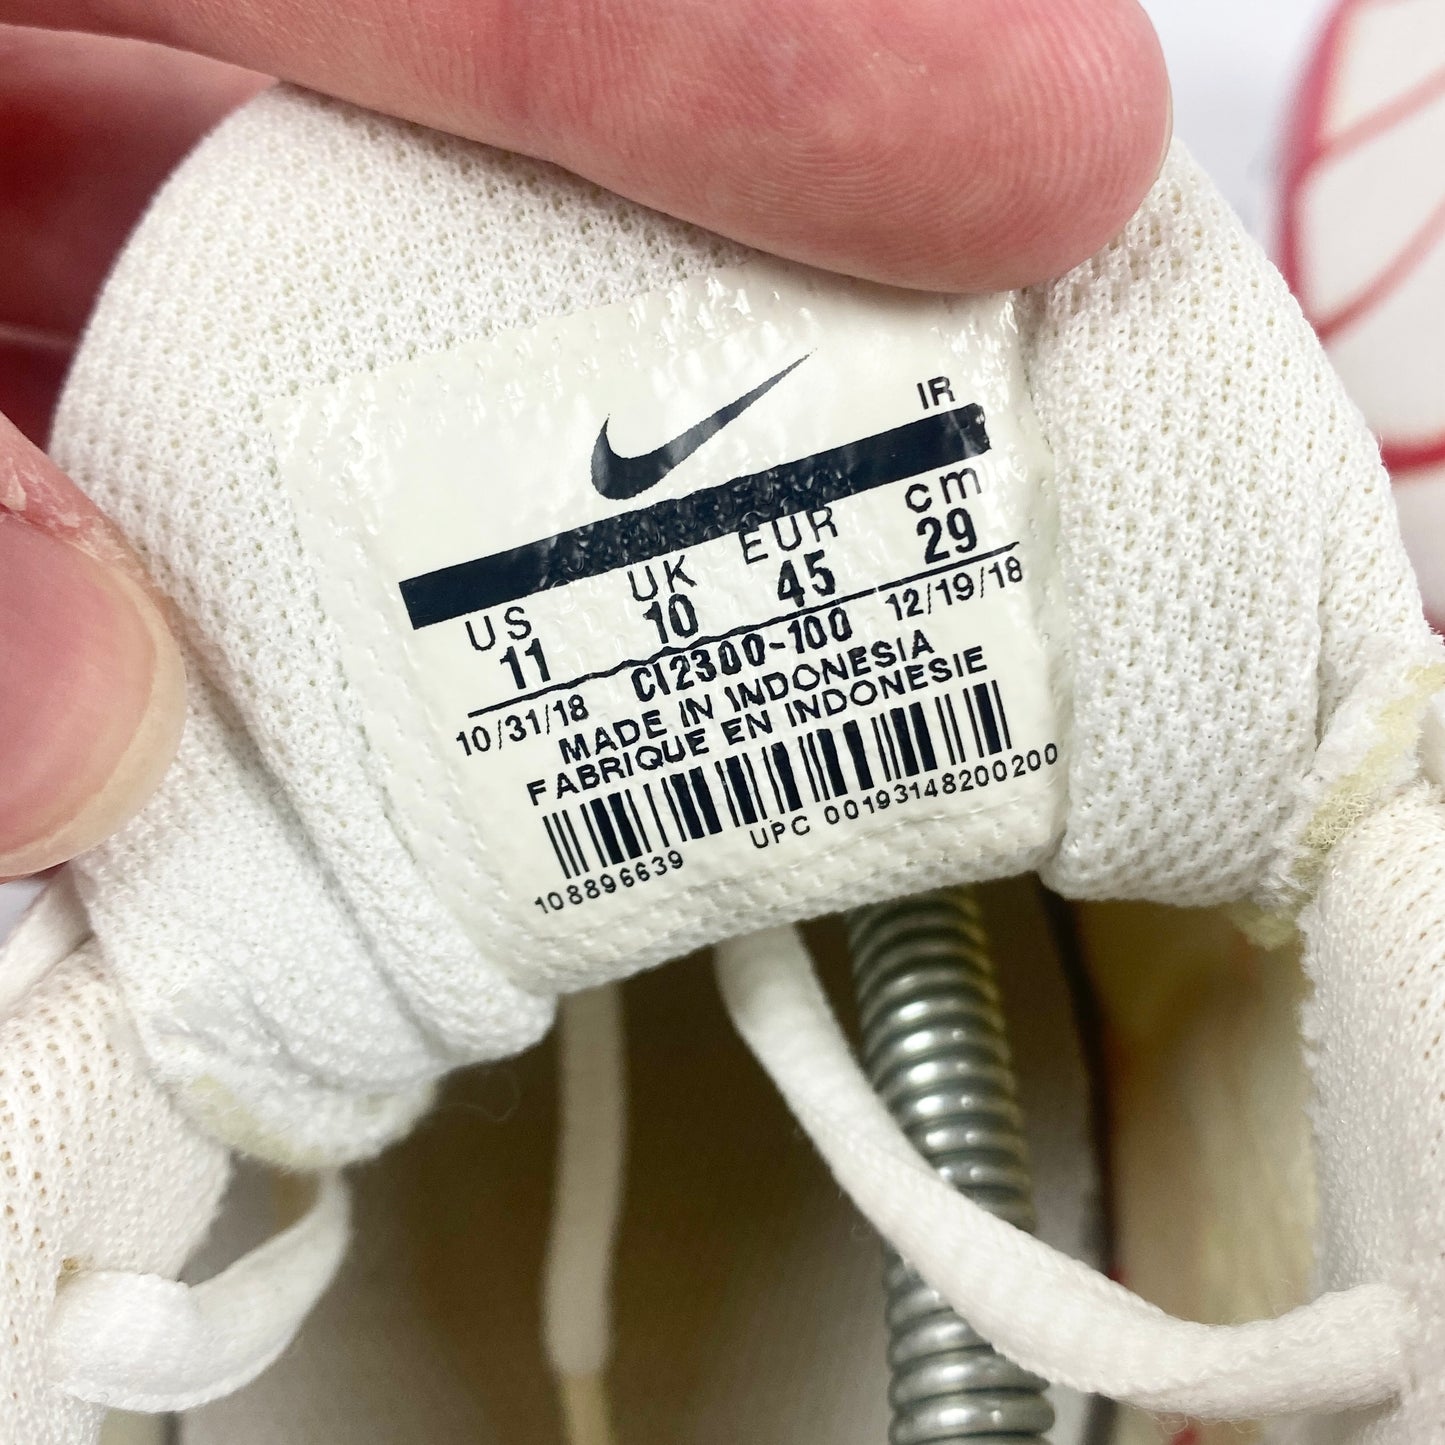 IR
US UK EUR cm
11 10 45 29
10/31/18 CI2300-100 12/19/18
MADE IN INDONESIA
FABRIQUE EN INDONESIE
108896639 UPC 00193148200200